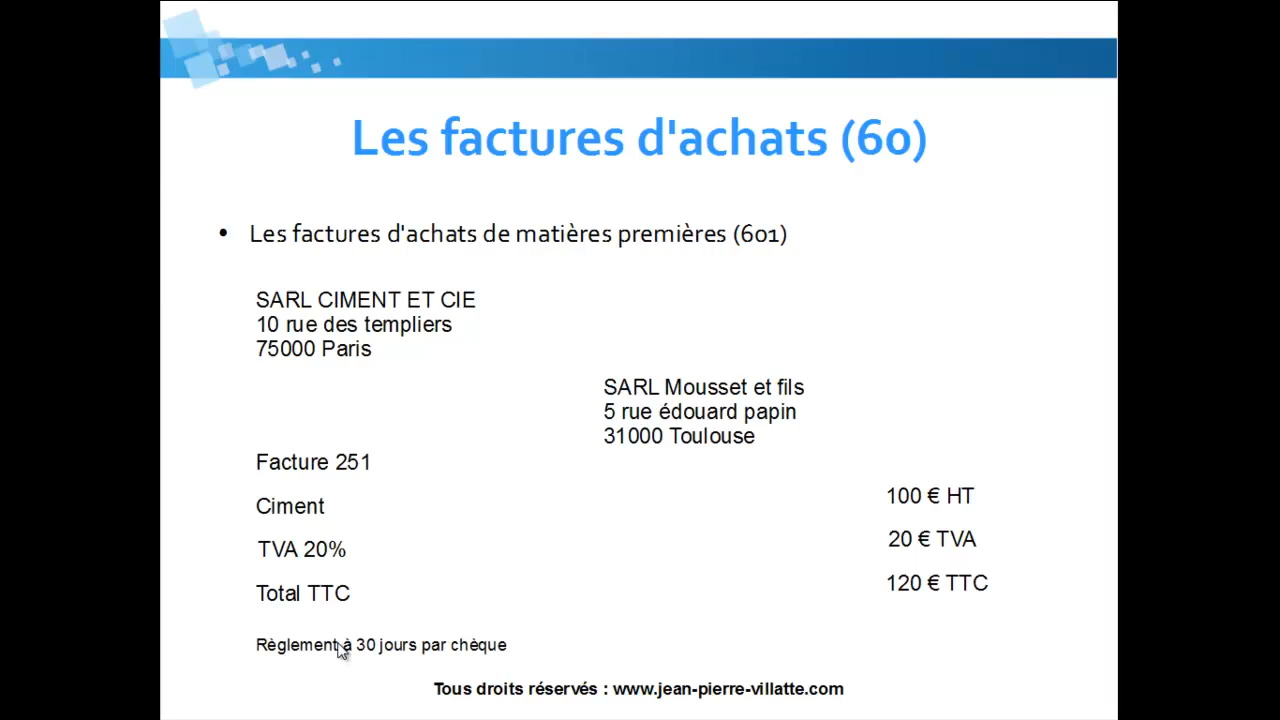 Les factures d'achats (60)
• Les factures d'achats de matières premières (601)
SARL CIMENT ET CIE
10 rue des templiers
75000 Paris
SARL Mousset et fils
5 rue édouard papin
31000 Toulouse
Facture 251
Ciment 100 € HT
TVA 20% 20 € TVA
Total TTC 120 € TTC
Règlement à 30 jours par chèque
Tous droits réservés : www.jean-pierre-villatte.com